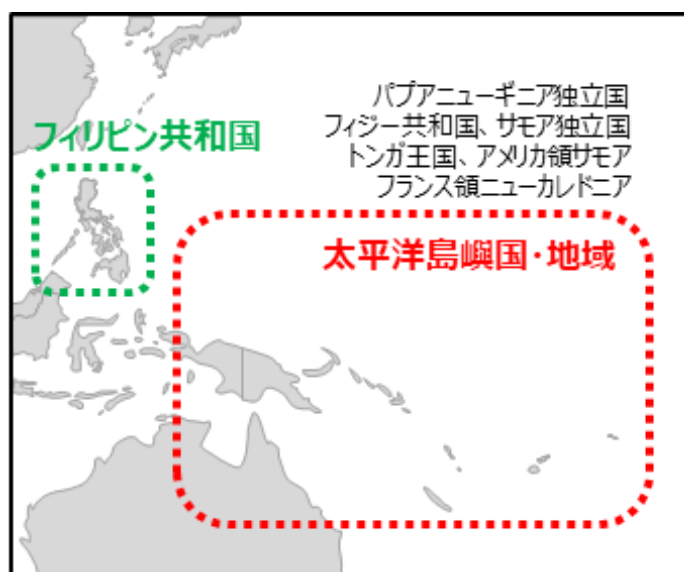 パプアニューギニア独立国
フィジー共和国、サモア独立国
トンガ王国、アメリカ領サモア
フランス領ニューカレドニア
フィリピン共和国
太平洋島嶼国・地域